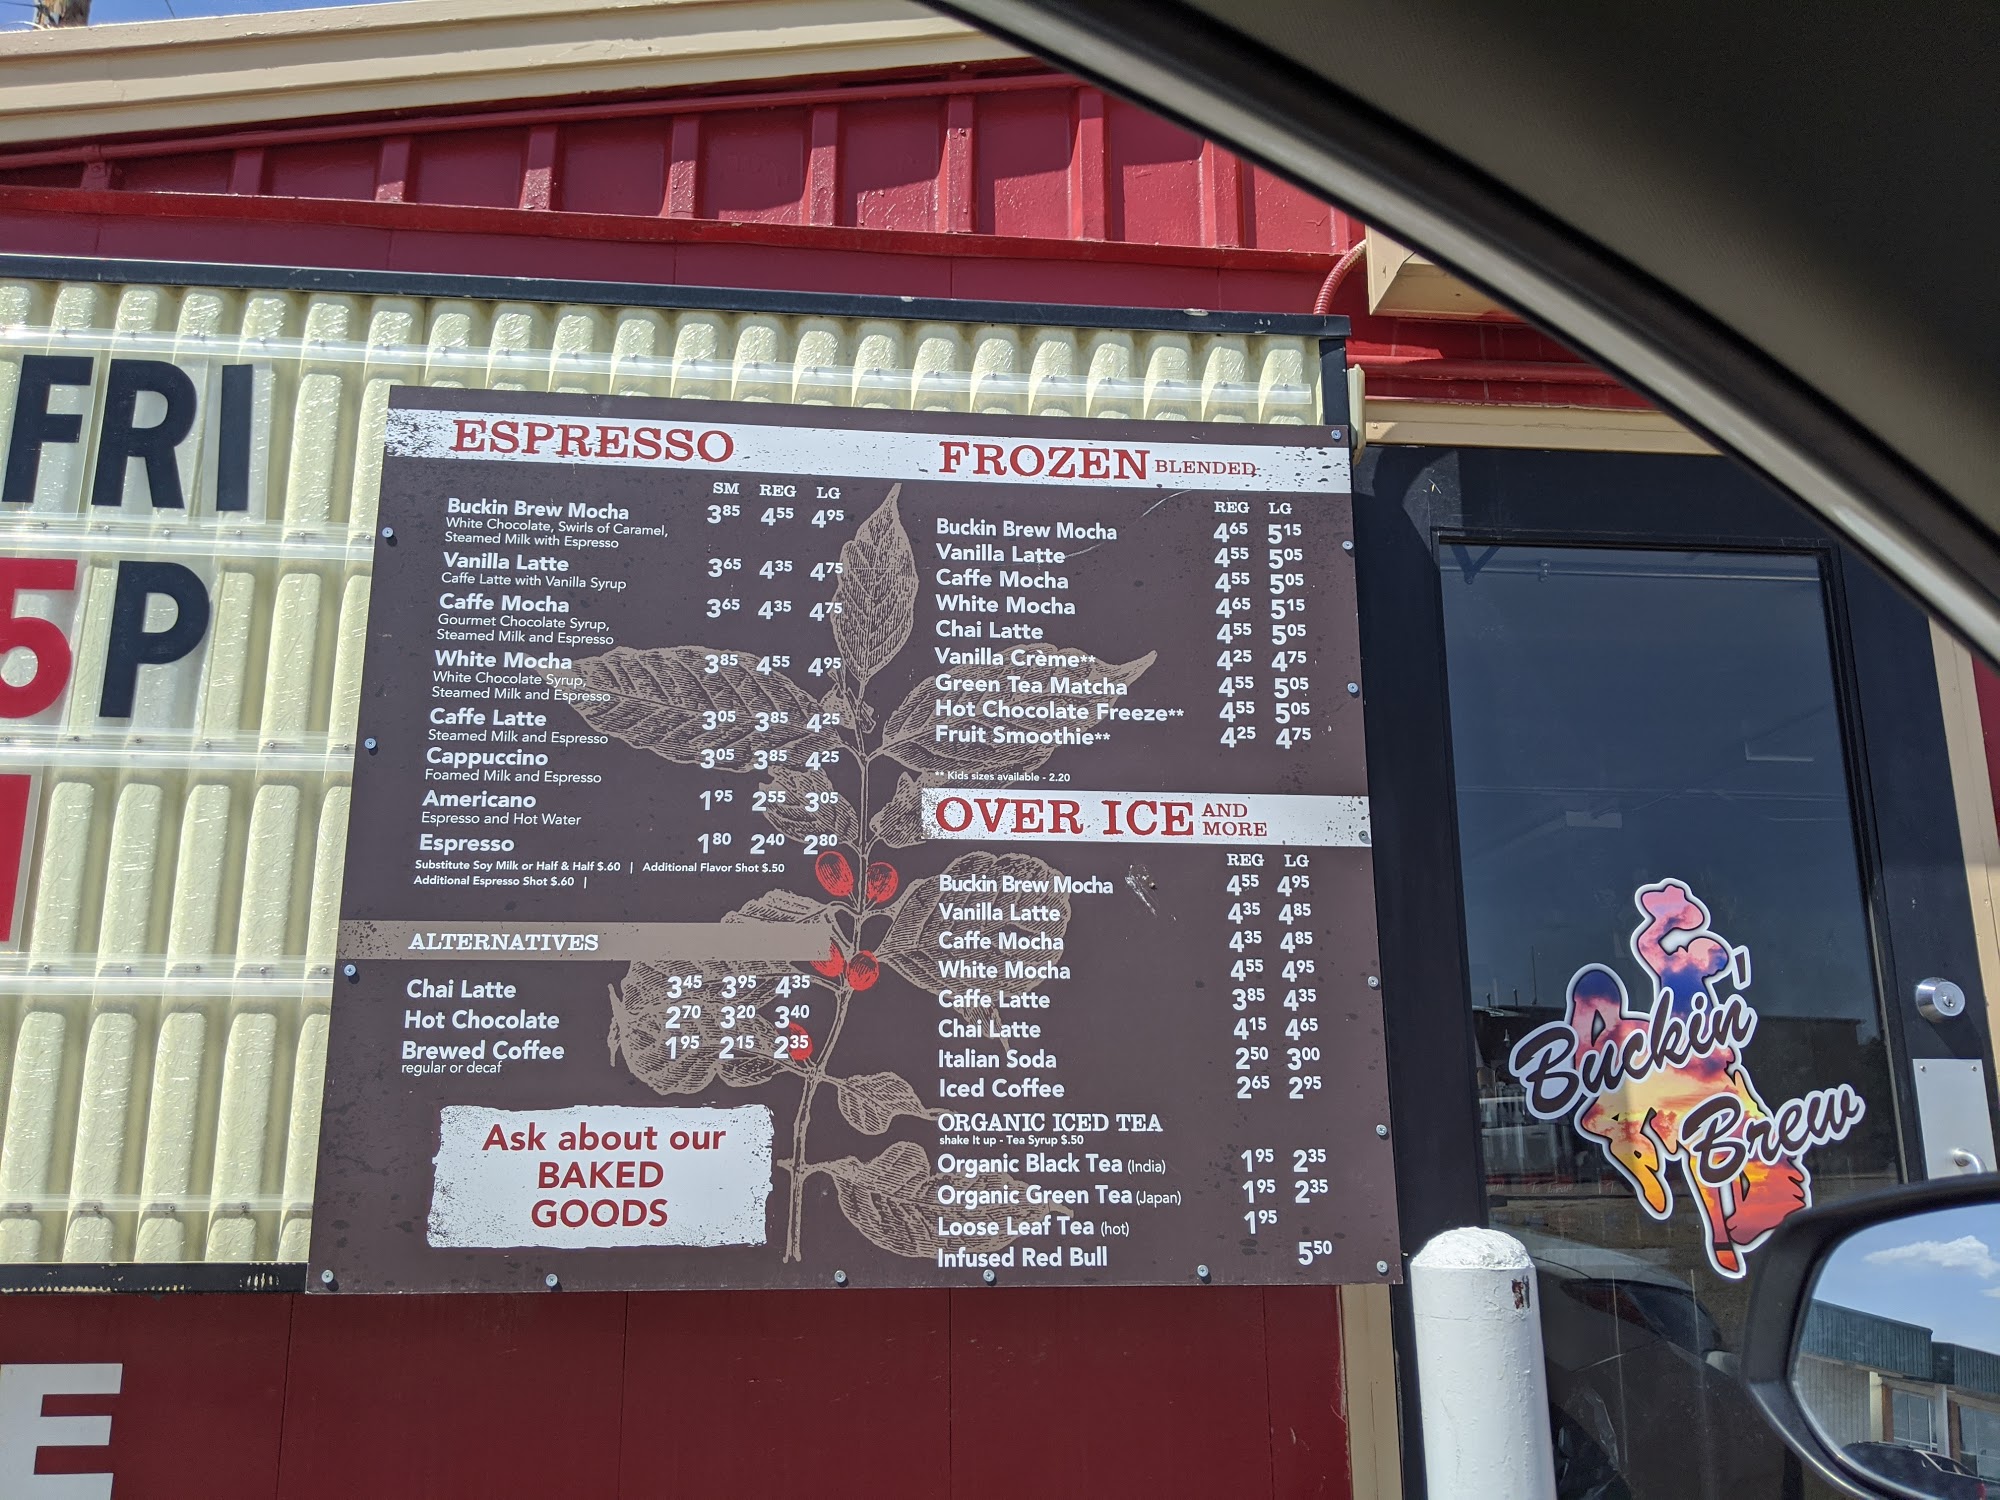 FRI
5 P
E
ESPRESSO
SM REG LG
Buckin Brew Mocha 3.85 4.55 4.95
White Chocolate, Swirls of Caramel,
Steamed Milk with Espresso
Vanilla Latte 3.65 4.35 4.75
Caffe Latte with Vanilla Syrup
Caffe Mocha 3.65 4.35 4.75
Gourmet Chocolate Syrup,
Steamed Milk and Espresso
White Mocha 3.85 4.55 4.95
White Chocolate Syrup,
Steamed Milk and Espresso
Caffe Latte 3.05 3.85 4.25
Steamed Milk and Espresso
Cappuccino 3.05 3.85 4.25
Foamed Milk and Espresso
Americano 1.95 2.55 3.05
Espresso and Hot Water
Espresso 1.80 2.40 2.80
Substitute Soy Milk or Half & Half $.60 | Additional Flavor Shot $.50
Additional Espresso Shot $.60 |
ALTERNATIVES
Chai Latte 3.45 3.95 4.35
Hot Chocolate 2.70 3.20 3.40
Brewed Coffee 1.95 2.15 2.35
regular or decaf
Ask about our
BAKED
GOODS
FROZEN BLENDED
REG LG
Buckin Brew Mocha 4.65 5.15
Vanilla Latte 4.55 5.05
Caffe Mocha 4.55 5.05
White Mocha 4.65 5.15
Chai Latte 4.55 5.05
Vanilla Crème** 4.25 4.75
Green Tea Matcha 4.55 5.05
Hot Chocolate Freeze** 4.55 5.05
Fruit Smoothie** 4.25 4.75
** Kids sizes available - 2.20
OVER ICE AND MORE
REG LG
Buckin Brew Mocha 4.55 4.95
Vanilla Latte 4.35 4.85
Caffe Mocha 4.35 4.85
White Mocha 4.55 4.95
Caffe Latte 3.85 4.35
Chai Latte 4.15 4.65
Italian Soda 2.50 3.00
Iced Coffee 2.65 2.95
ORGANIC ICED TEA
shake It up - Tea Syrup $.50
Organic Black Tea (India) 1.95 2.35
Organic Green Tea (Japan) 1.95 2.35
Loose Leaf Tea (hot) 1.95
Infused Red Bull 5.50
Buckin'
Brew